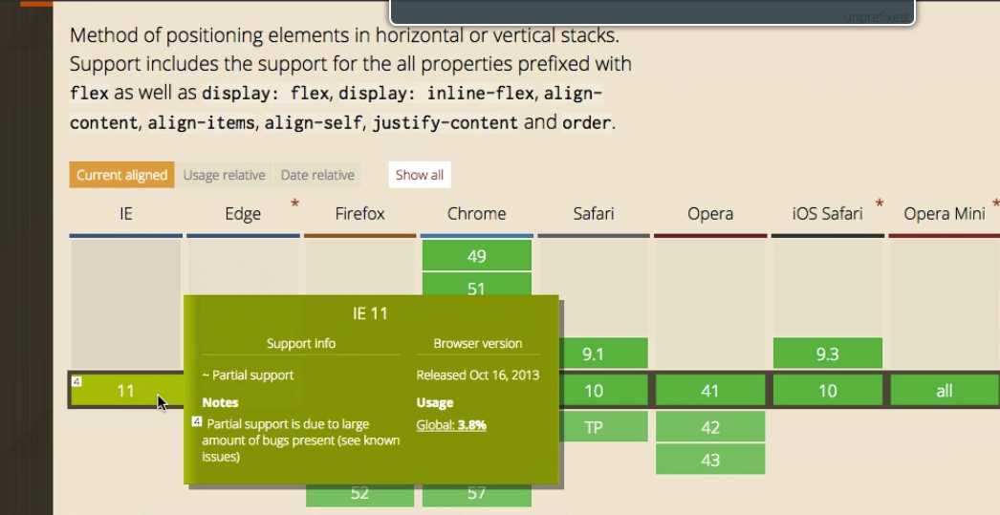 unprefixed:
Method of positioning elements in horizontal or vertical stacks.
Support includes the support for the all properties prefixed with
flex as well as display: flex, display: inline-flex, align-
content, align-items, align-self, justify-content and order.
Current aligned Usage relative Date relative Show all
IE Edge * Firefox Chrome Safari Opera iOS Safari * Opera Mini *
49
51
IE 11
Support info Browser version
9.1 9.3
~ Partial support Released Oct 16, 2013
4 11 10 41 10 all
Notes Usage
4 Partial support is due to large Global: 3.8%
amount of bugs present (see known
issues)
TP 42
43
52 57